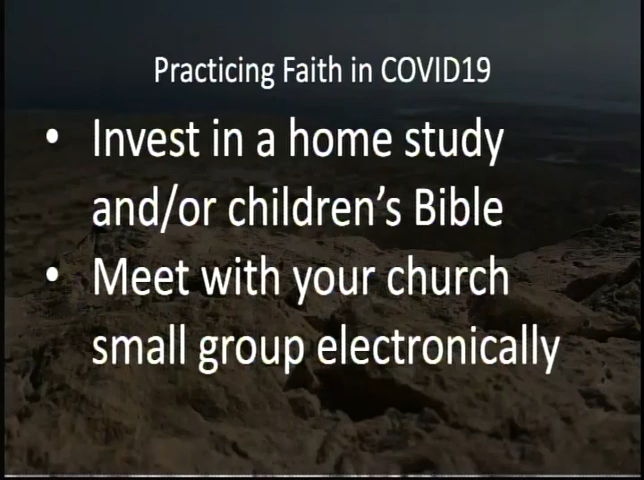 Practicing Faith in COVID19
• Invest in a home study
and/or children’s Bible
• Meet with your church
small group electronically